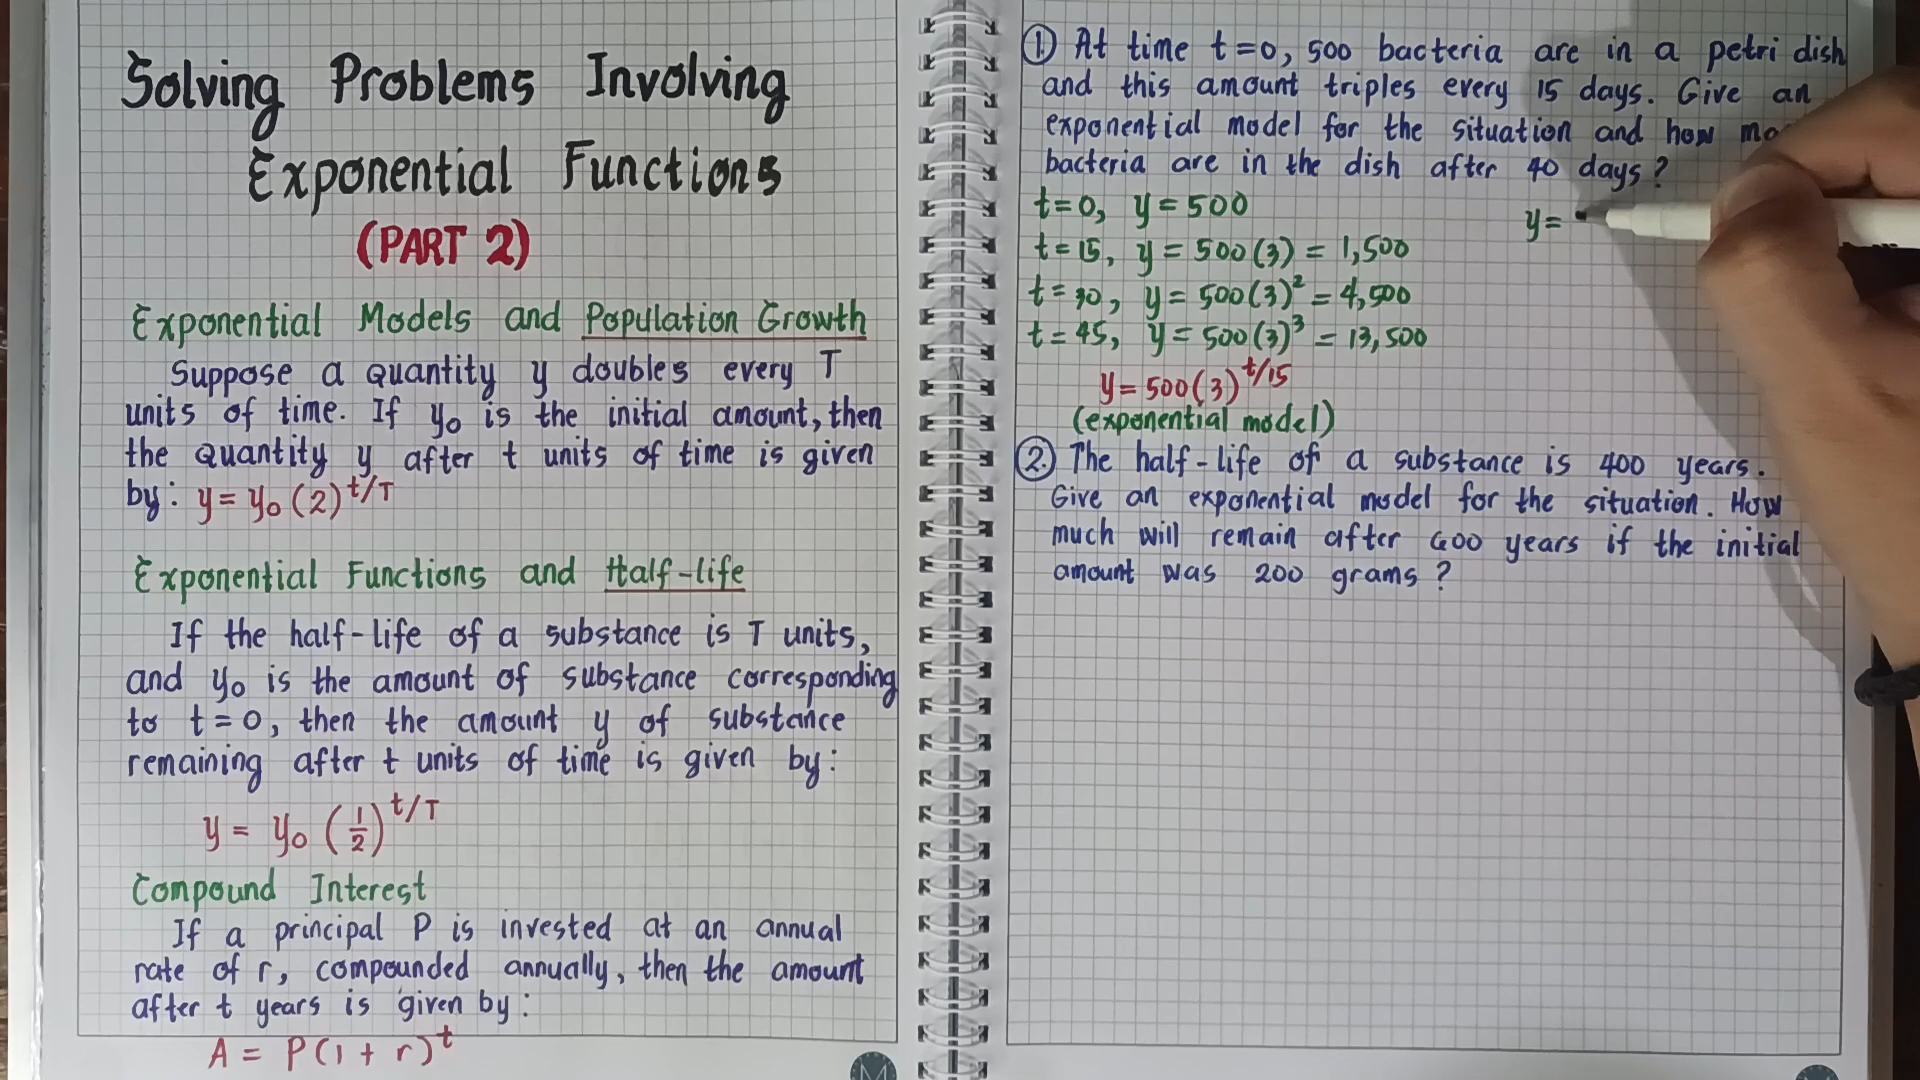 Solving Problems Involving
Exponential Functions
(PART 2)
Exponential Models and Population Growth
Suppose a quantity y doubles every T
units of time. If y₀ is the initial amount, then
the quantity y after t units of time is given
by: y = y₀ (2)^t/T
Exponential Functions and Half-life
If the half-life of a substance is T units,
and y₀ is the amount of substance corresponding
to t = 0, then the amount y of substance
remaining after t units of time is given by:
y = y₀ (1/2)^t/T
Compound Interest
If a principal P is invested at an annual
rate of r, compounded annually, then the amount
after t years is given by:
A = P(1 + r)^t
M
① At time t = 0, 500 bacteria are in a petri dish
and this amount triples every 15 days. Give an
exponential model for the situation and how
bacteria are in the dish after 40 days?
t = 0, y = 500
y =
t = 15, y = 500(3) = 1,500
t = 30, y = 500(3)² = 4,500
t = 45, y = 500(3)³ = 13,500
y = 500(3)^t/15
(exponential model)
②. The half-life of a substance is 400 years.
Give an exponential model for the situation. How
much will remain after 600 years if the initial
amount was 200 grams?